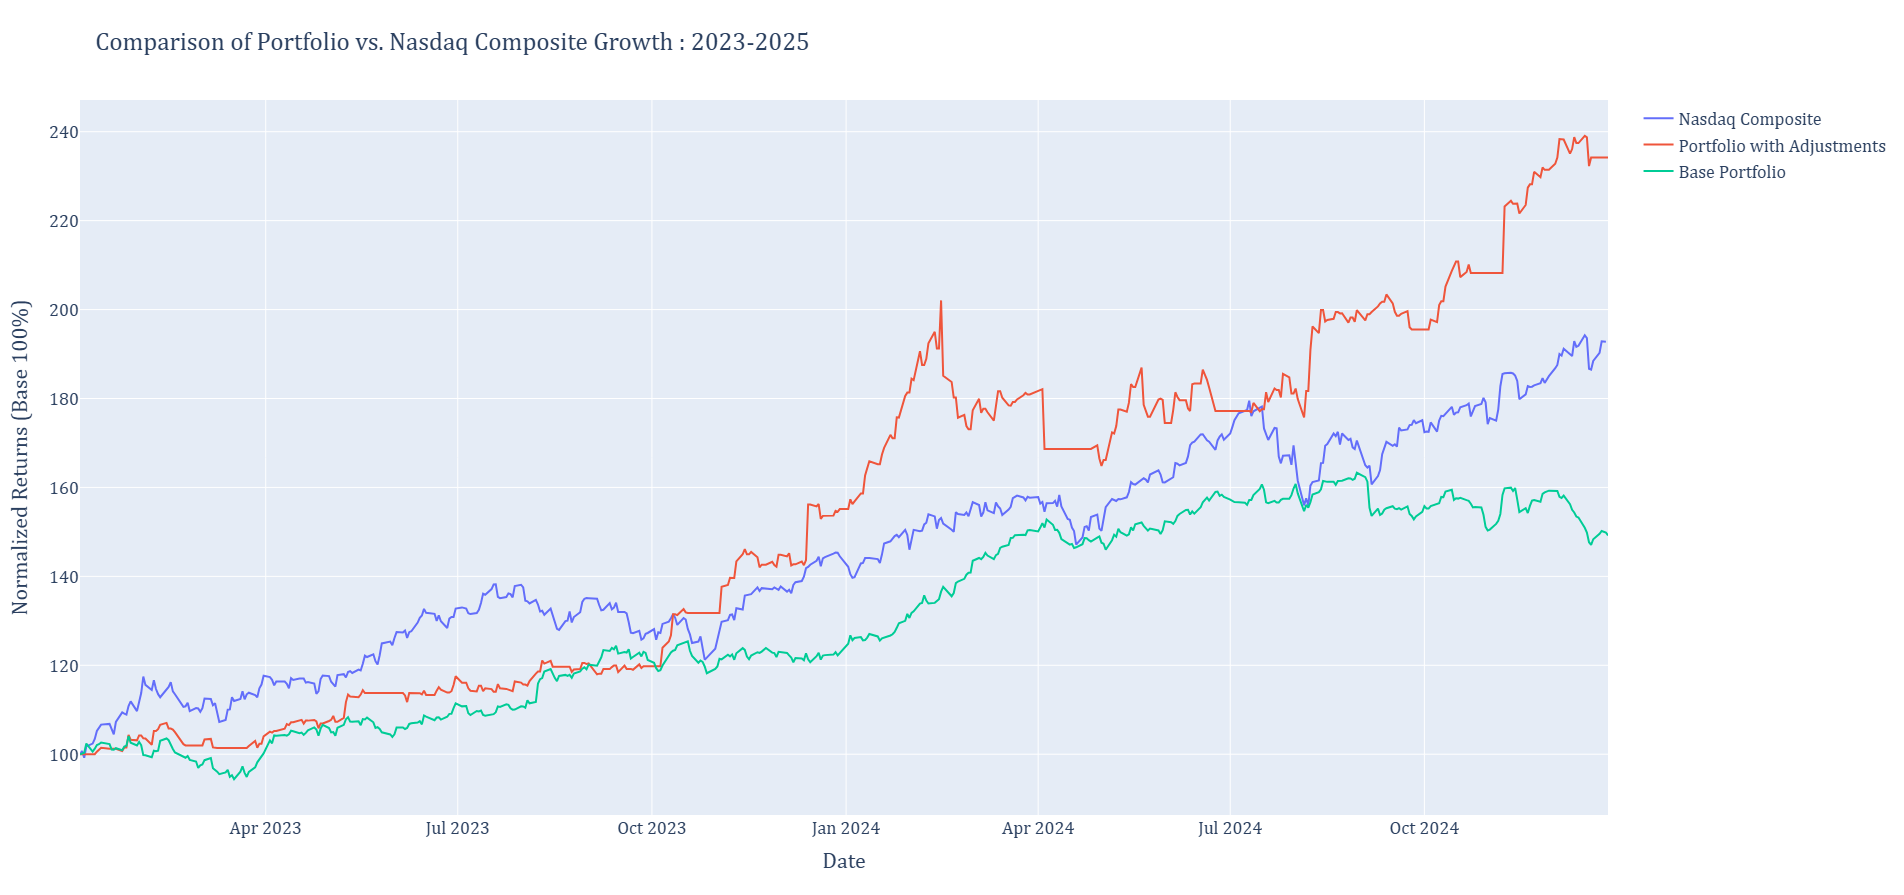 Comparison of Portfolio vs. Nasdaq Composite Growth : 2023-2025
Nasdaq Composite
Portfolio with Adjustments
Base Portfolio
Normalized Returns (Base 100%)
240
220
200
180
160
140
120
100
Apr 2023
Jul 2023
Oct 2023
Jan 2024
Apr 2024
Jul 2024
Oct 2024
Date